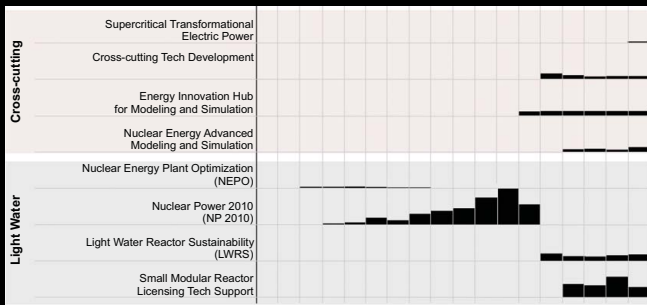 Cross-cutting
Supercritical Transformational
Electric Power
Cross-cutting Tech Development
Energy Innovation Hub
for Modeling and Simulation
Nuclear Energy Advanced
Modeling and Simulation
Light Water
Nuclear Energy Plant Optimization
(NEPO)
Nuclear Power 2010
(NP 2010)
Light Water Reactor Sustainability
(LWRS)
Small Modular Reactor
Licensing Tech Support